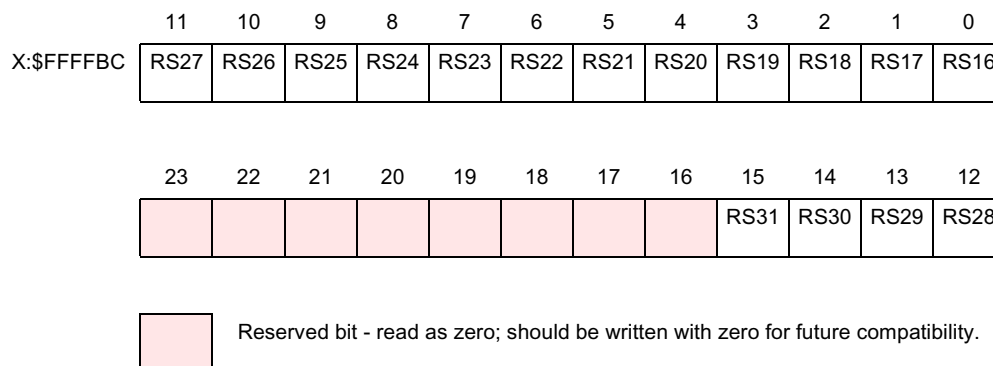 11 10 9 8 7 6 5 4 3 2 1 0
X:$FFFFBC RS27 RS26 RS25 RS24 RS23 RS22 RS21 RS20 RS19 RS18 RS17 RS16
23 22 21 20 19 18 17 16 15 14 13 12
RS31 RS30 RS29 RS28
Reserved bit - read as zero; should be written with zero for future compatibility.